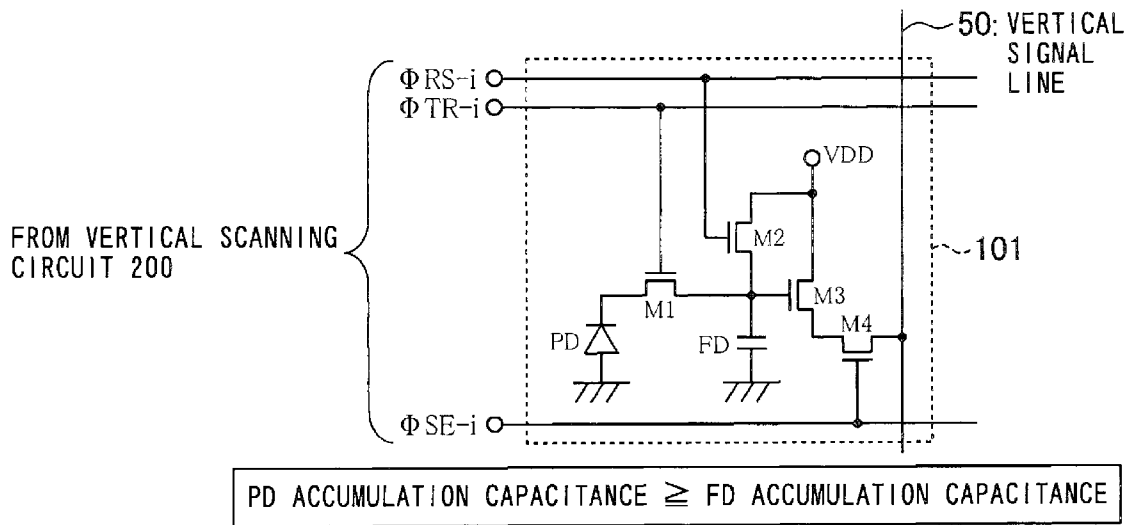 50: VERTICAL
SIGNAL
LINE
ΦRS-i
ΦTR-i
VDD
FROM VERTICAL SCANNING
CIRCUIT 200
M2
101
M1
M3
M4
PD
FD
ΦSE-i
PD ACCUMULATION CAPACITANCE ≧ FD ACCUMULATION CAPACITANCE